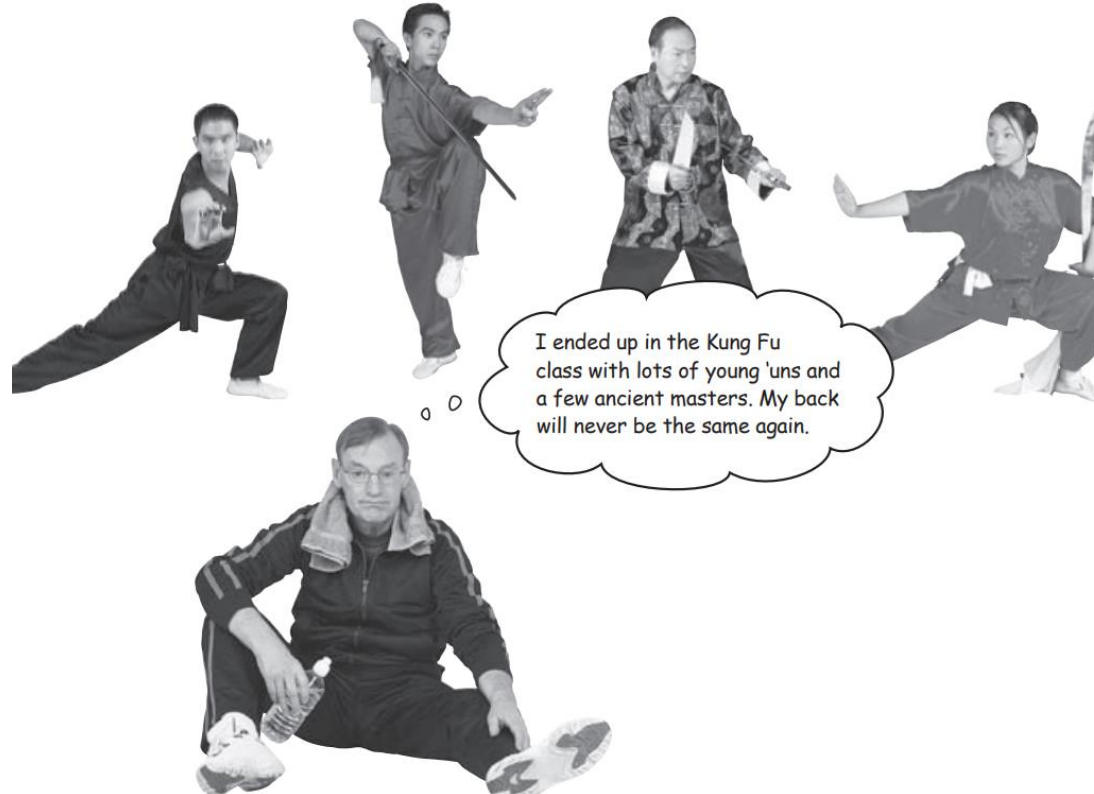 I ended up in the Kung Fu
class with lots of young ‘uns and
a few ancient masters. My back
will never be the same again.